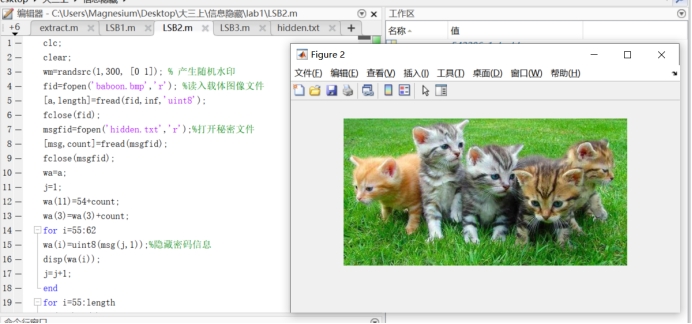 编辑器 - C:\Users\Magnesium\Desktop\大三上\信息隐藏\lab1\LSB2.m
工作区
+6 extract.m LSB1.m LSB2.m LSB3.m hidden.txt
名称 值
Figure 2
文件(F) 编辑(E) 查看(V) 插入(I) 工具(T) 桌面(D) 窗口(W) 帮助(H)
1 clc;
2 clear;
3 wm=randsrc(1,300, [0 1]); % 产生随机水印
4 fid=fopen('baboon.bmp','r'); %读入载体图像文件
5 [a,length]=fread(fid,inf,'uint8');
6 fclose(fid);
7 msgfid=fopen('hidden.txt','r');%打开秘密文件
8 [msg,count]=fread(msgfid);
9 fclose(msgfid);
10 wa=a;
11 j=1;
12 wa(11)=54+count;
13 wa(3)=wa(3)+count;
14 for i=55:62
15 wa(i)=uint8(msg(j,1));%隐藏密码信息
16 disp(wa(i));
17 j=j+1;
18 end
19 for i=55:length